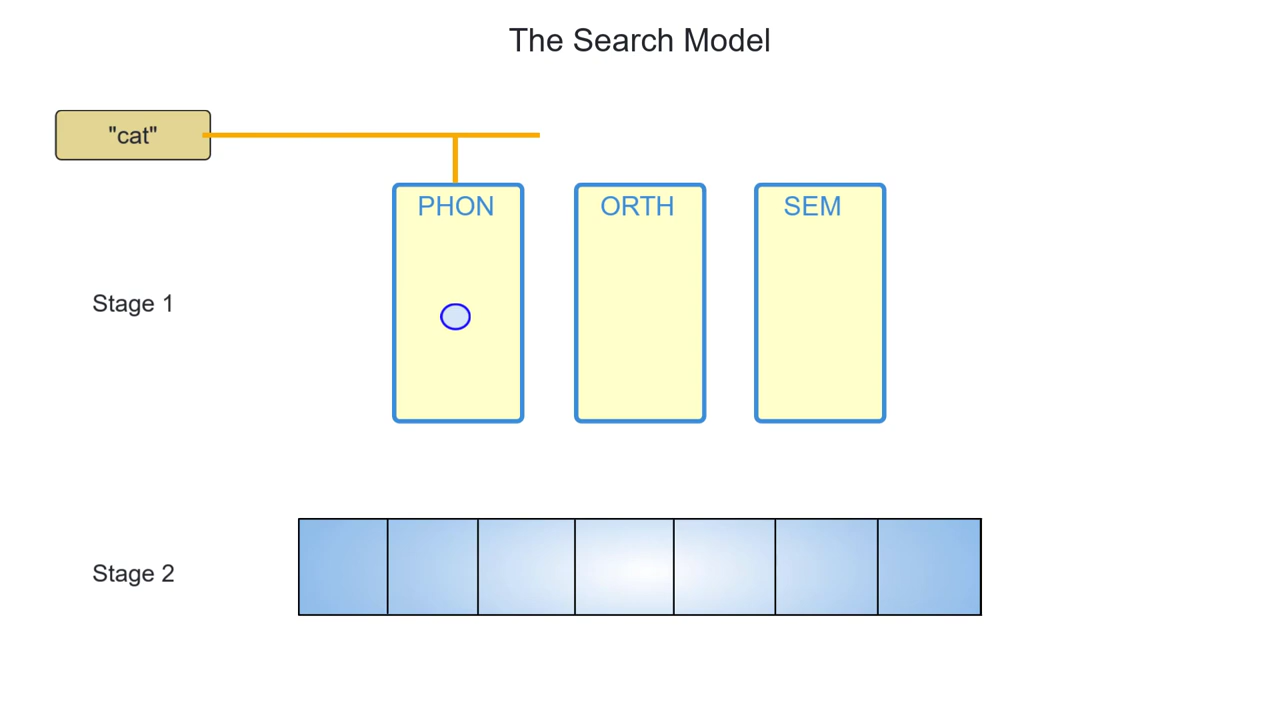 The Search Model
"cat"
PHON
ORTH
SEM
Stage 1
Stage 2